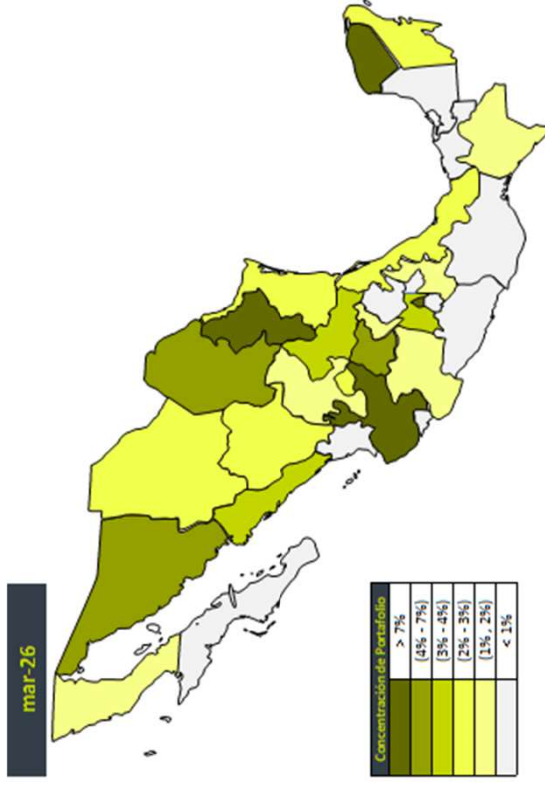 mar-26
Concentración de Portafolio
> 7%
(4% - 7%)
(3% - 4%)
(2% - 3%)
(1% , 2%)
< 1%